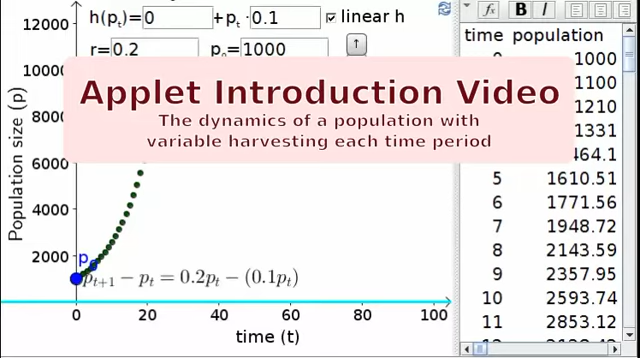 h(pₜ)= 0 +pₜ · 0.1 linear h
r= 0.2 p₀= 1000 ↑
Applet Introduction Video
The dynamics of a population with
variable harvesting each time period
Population size (p)
12000
10000
8000
6000
4000
2000
p
pₜ₊₁ − pₜ = 0.2pₜ − (0.1pₜ)
0 20 40 60 80 100
time (t)
fx B I
time population
1000
1100
1210
1331
464.1
5 1610.51
6 1771.56
7 1948.72
8 2143.59
9 2357.95
10 2593.74
11 2853.12